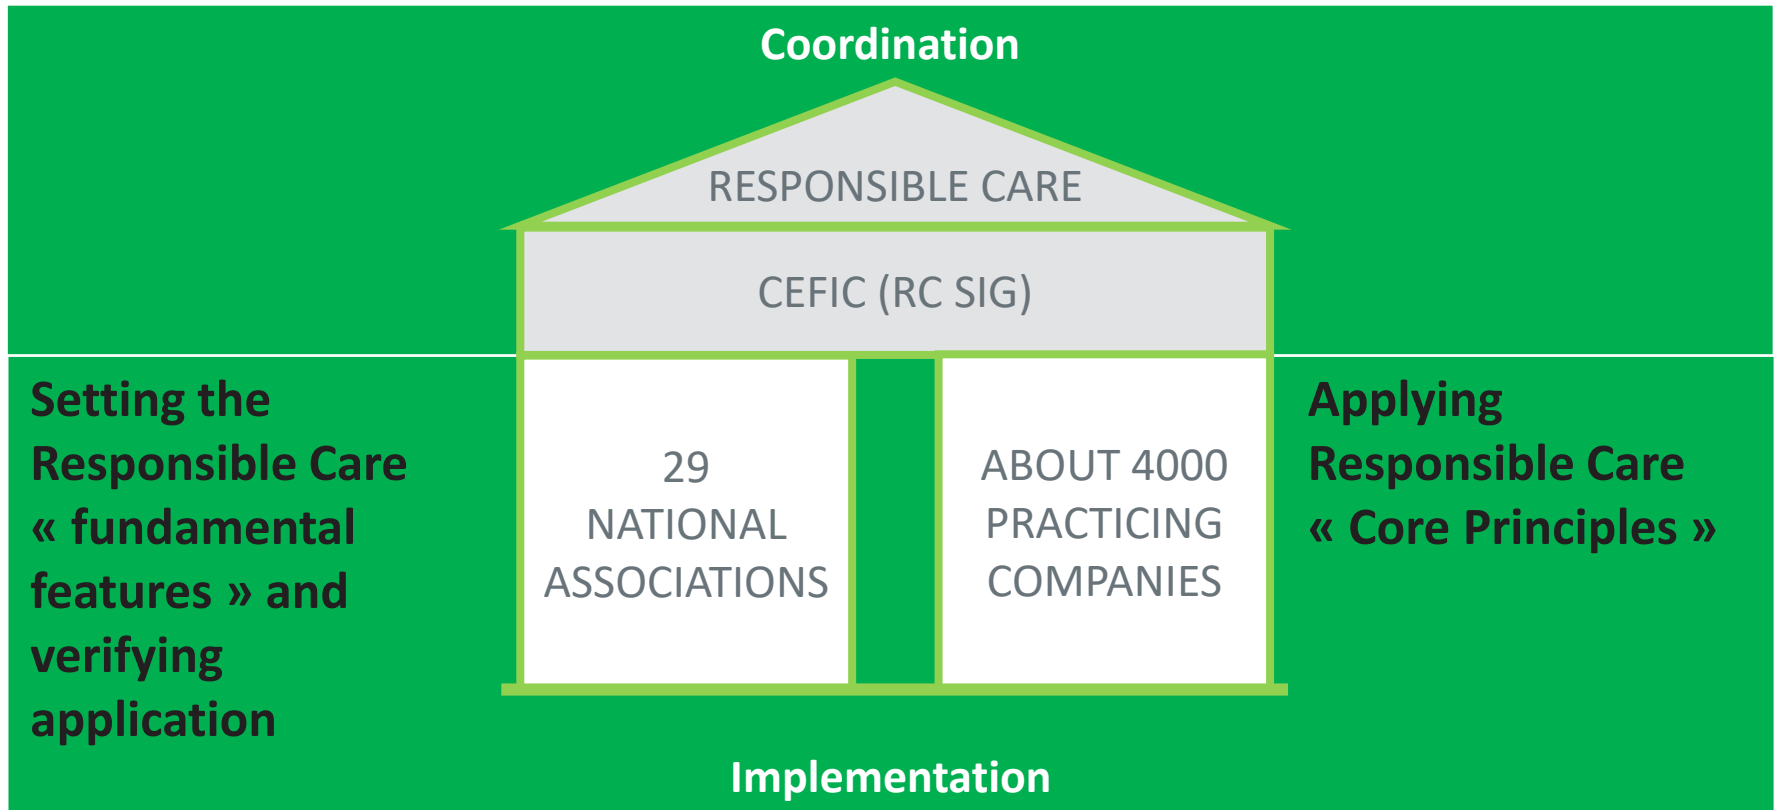 Coordination
RESPONSIBLE CARE
CEFIC (RC SIG)
Setting the
Responsible Care
« fundamental
features » and
verifying
application
29
NATIONAL
ASSOCIATIONS
ABOUT 4000
PRACTICING
COMPANIES
Applying
Responsible Care
« Core Principles »
Implementation